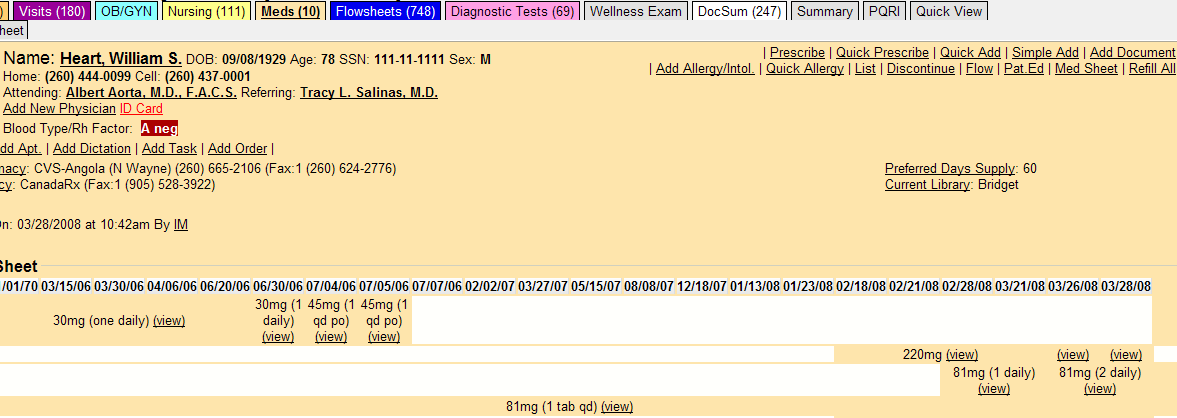 Visits (180) OB/GYN Nursing (111) Meds (10) Flowsheets (748) Diagnostic Tests (69) Wellness Exam DocSum (247) Summary PQRI Quick View
heet
Name: Heart, William S. DOB: 09/08/1929 Age: 78 SSN: 111-11-1111 Sex: M
| Prescribe | Quick Prescribe | Quick Add | Simple Add | Add Document
Home: (260) 444-0099 Cell: (260) 437-0001
| Add Allergy/Intol. | Quick Allergy | List | Discontinue | Flow | Pat.Ed | Med Sheet | Refill All
Attending: Albert Aorta, M.D., F.A.C.S. Referring: Tracy L. Salinas, M.D.
Add New Physician ID Card
Blood Type/Rh Factor: A neg
dd Apt. | Add Dictation | Add Task | Add Order |
macy: CVS-Angola (N Wayne) (260) 665-2106 (Fax:1 (260) 624-2776) Preferred Days Supply: 60
cy: CanadaRx (Fax:1 (905) 528-3922) Current Library: Bridget
On: 03/28/2008 at 10:42am By IM
Sheet
/01/70 03/15/06 03/30/06 04/06/06 06/20/06 06/30/06 07/04/06 07/05/06 07/07/06 02/02/07 03/27/07 05/15/07 08/08/07 12/18/07 01/13/08 01/23/08 02/18/08 02/21/08 02/28/08 03/21/08 03/26/08 03/28/08
30mg (1 45mg (1 45mg (1
30mg (one daily) (view) daily) qd po) qd po)
(view) (view) (view)
220mg (view) (view) (view)
81mg (1 daily) 81mg (2 daily)
(view) (view)
81mg (1 tab qd) (view)